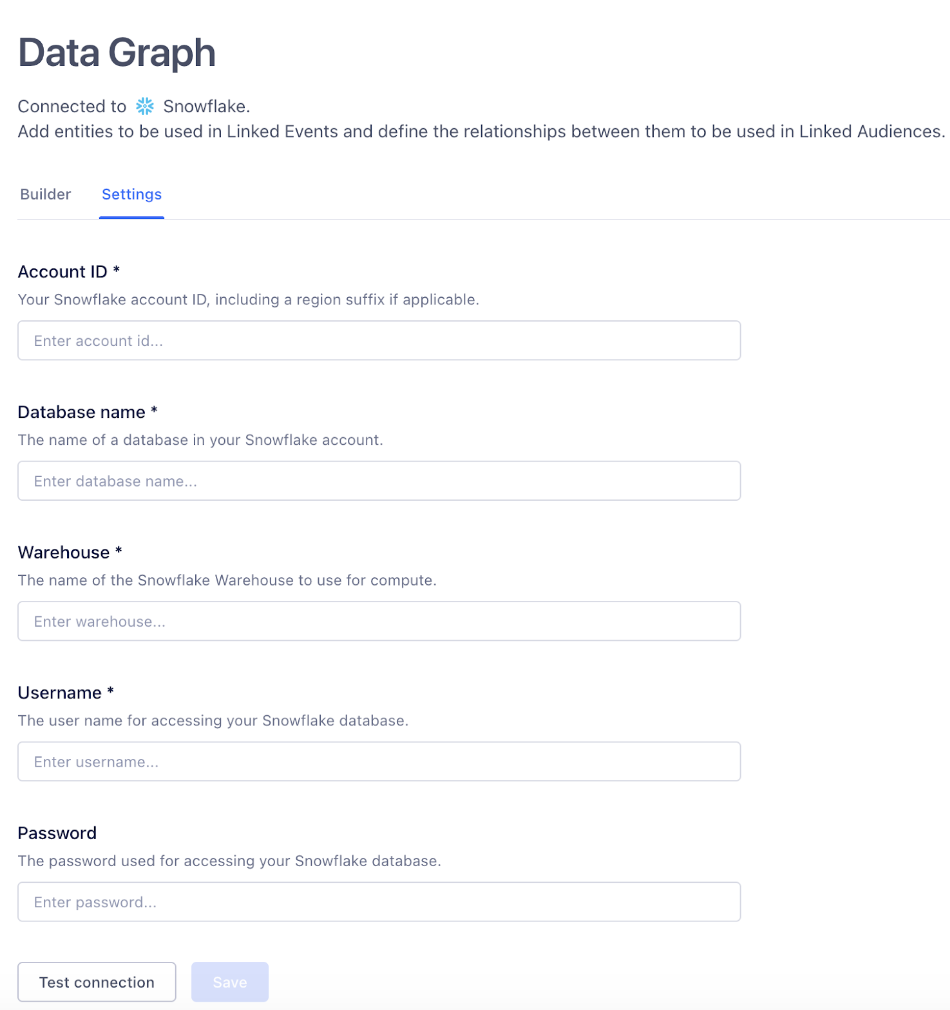 Data Graph
Connected to Snowflake.
Add entities to be used in Linked Events and define the relationships between them to be used in Linked Audiences.
Builder Settings
Account ID *
Your Snowflake account ID, including a region suffix if applicable.
Enter account id...
Database name *
The name of a database in your Snowflake account.
Enter database name...
Warehouse *
The name of the Snowflake Warehouse to use for compute.
Enter warehouse...
Username *
The user name for accessing your Snowflake database.
Enter username...
Password
The password used for accessing your Snowflake database.
Enter password...
Test connection Save